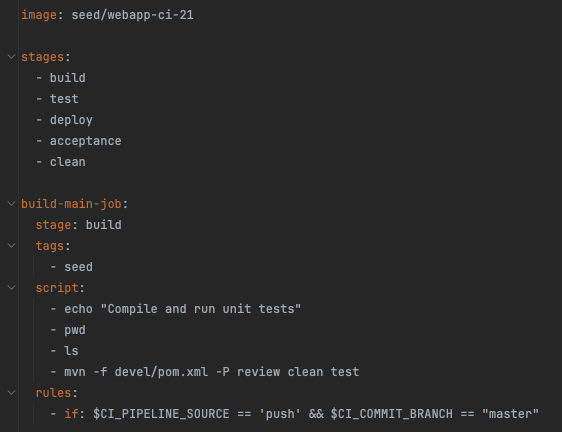 image: seed/webapp-ci-21
stages:
- build
- test
- deploy
- acceptance
- clean
build-main-job:
stage: build
tags:
- seed
script:
- echo "Compile and run unit tests"
- pwd
- ls
- mvn -f devel/pom.xml -P review clean test
rules:
- if: $CI_PIPELINE_SOURCE == 'push' && $CI_COMMIT_BRANCH == "master"